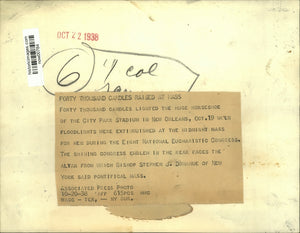 OCT 22 1938
6
1 col
FORTY THOUSAND CANDLES RAISED AT MASS
FORTY THOUSAND CANDLES LIGHTED THE HUGE HORSESHOE
OF THE CITY PARK STADIUM IN NEW ORLEANS, OCT.19 WHEN
FLOODLIGHTS WERE EXTINGUISHED AT THE MIDNIGHT MASS
FOR MEN DURING THE EIGHT NATIONAL EUCHARISTIC CONGRESS.
THE SHINING CONGRESS EMBLEM IN THE REAR FACES THE
ALTAR FROM WHICH BISHOP STEPHEN J. DONAHUE OF NEW
YORK SAID PONTIFICAL MASS.
ASSOCIATED PRESS PHOTO
10-20-38